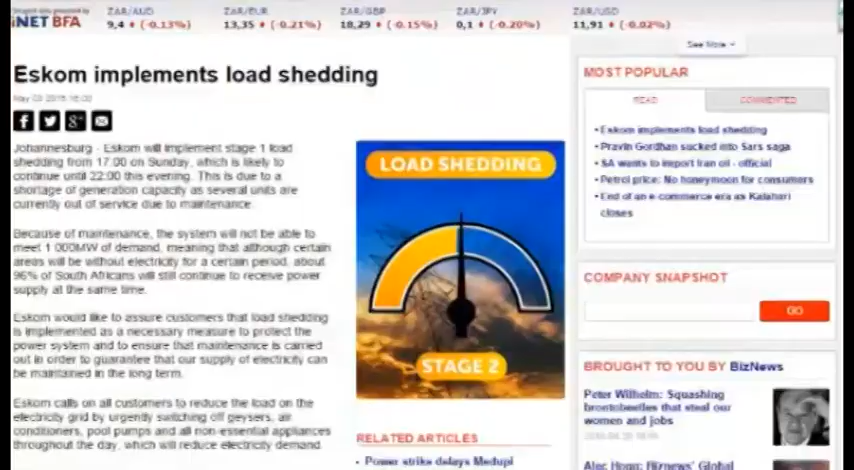 iNET BFA
ZAR/AUD
9,4 (-0.13%)
ZAR/EUR
13,35 (-0.21%)
ZAR/GBP
18,29 (-0.15%)
ZAR/JPY
0,1 (-0.20%)
ZAR/USD
11,91 (-0.02%)
See More
Eskom implements load shedding
Johannesburg - Eskom will implement stage 1 load
shedding from 17:00 on Sunday, which is likely to
continue until 22:00 this evening. This is due to a
shortage of generation capacity as several units are
currently out of service due to maintenance.
Because of maintenance, the system will not be able to
meet 1 000MW of demand, meaning that although certain
areas will be without electricity for a certain period, about
96% of South Africans will still continue to receive power
supply at the same time.
Eskom would like to assure customers that load shedding
is implemented as a necessary measure to protect the
power system and to ensure that maintenance is carried
out in order to guarantee that our supply of electricity can
be maintained in the long term.
Eskom calls on all customers to reduce the load on the
electricity grid by urgently switching off geysers, air
conditioners, pool pumps and all non-essential appliances
throughout the day, which will reduce electricity demand.
LOAD SHEDDING
STAGE 2
RELATED ARTICLES
• Power strike delays Medupi
MOST POPULAR
READ
COMMENTED
• Eskom implements load shedding
• Pravin Gordhan sucked into Sars saga
• SA wants to import Iran oil - official
• Petrol price: No honeymoon for consumers
• End of an e-commerce era as Kalahari
closes
COMPANY SNAPSHOT
GO
BROUGHT TO YOU BY BizNews
Peter Wilhelm: Squashing
brontobeetles that steal our
women and jobs
Alec Hogg: Biznews' Global